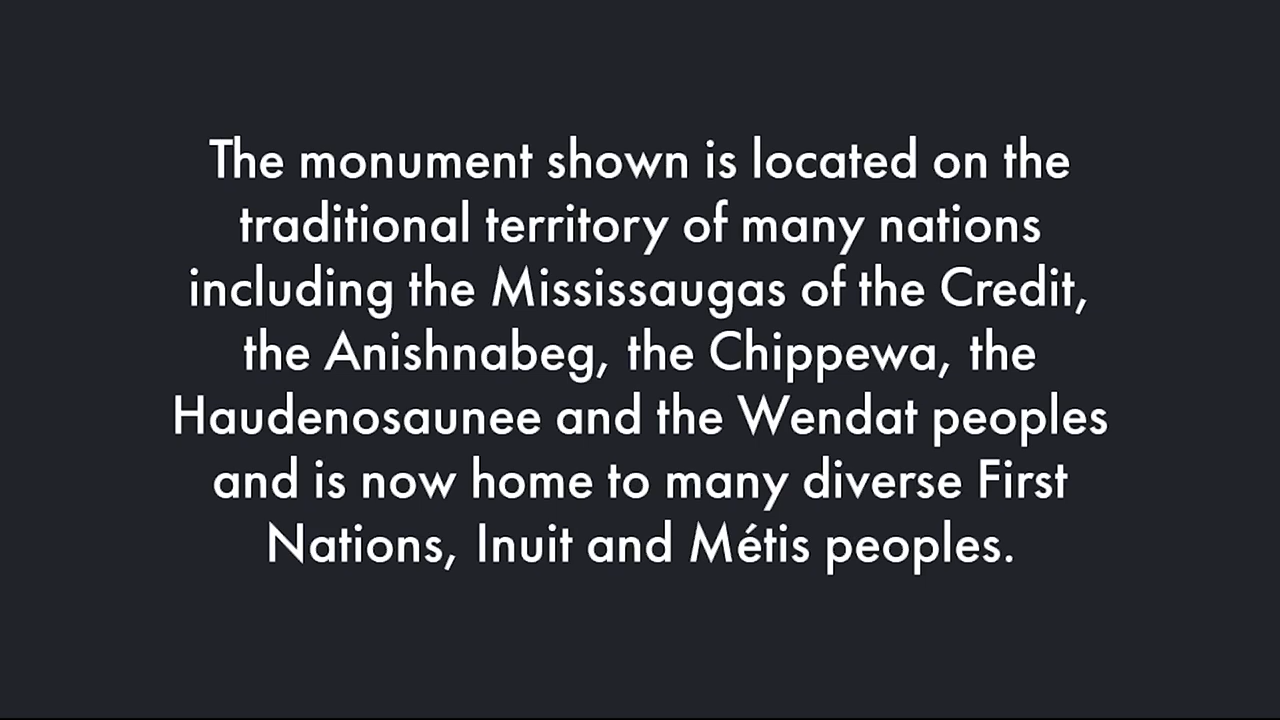 The monument shown is located on the
traditional territory of many nations
including the Mississaugas of the Credit,
the Anishnabeg, the Chippewa, the
Haudenosaunee and the Wendat peoples
and is now home to many diverse First
Nations, Inuit and Métis peoples.